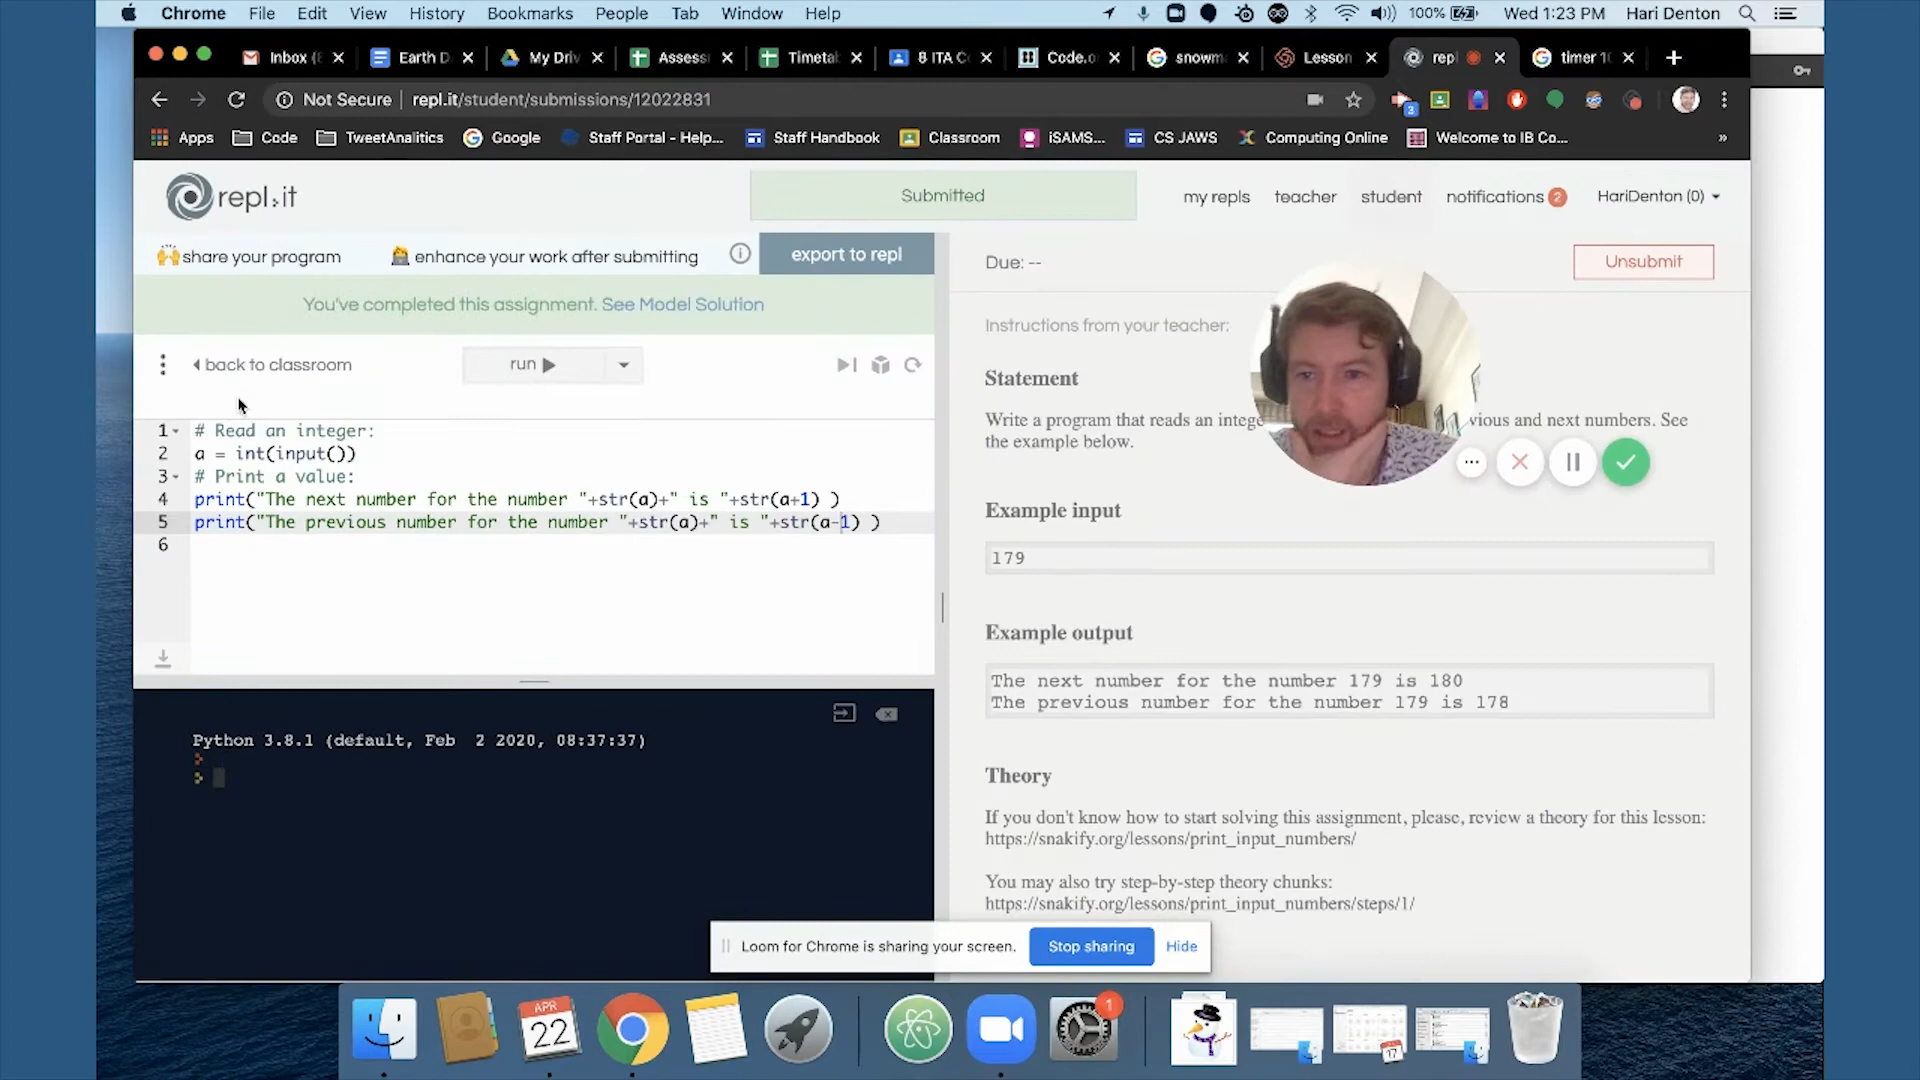 Chrome File Edit View History Bookmarks People Tab Window Help 100% Wed 1:23 PM Hari Denton
Inbox (
Earth D
My Driv
Assess
Timetab
8 ITA C
Code.o
snowm
Lesson
repl
timer 10
Not Secure repl.it/student/submissions/12022831
3
Apps Code TweetAnalitics Google Staff Portal - Help... Staff Handbook Classroom iSAMS... CS JAWS Computing Online Welcome to IB Co... »
repl.it Submitted my repls teacher student notifications 2 HariDenton (0)
share your program enhance your work after submitting export to repl
Due: -- Unsubmit
You've completed this assignment. See Model Solution
Instructions from your teacher:
back to classroom run
Statement
Write a program that reads an intege vious and next numbers. See
the example below.
1 # Read an integer:
2 a = int(input())
3 # Print a value:
4 print("The next number for the number "+str(a)+" is "+str(a+1) )
5 print("The previous number for the number "+str(a)+" is "+str(a-1) )
6
Example input
179
Example output
The next number for the number 179 is 180
The previous number for the number 179 is 178
Python 3.8.1 (default, Feb 2 2020, 08:37:37)
>
>
Theory
If you don't know how to start solving this assignment, please, review a theory for this lesson:
https://snakify.org/lessons/print_input_numbers/
You may also try step-by-step theory chunks:
https://snakify.org/lessons/print_input_numbers/steps/1/
Loom for Chrome is sharing your screen. Stop sharing Hide
APR
22
1
17